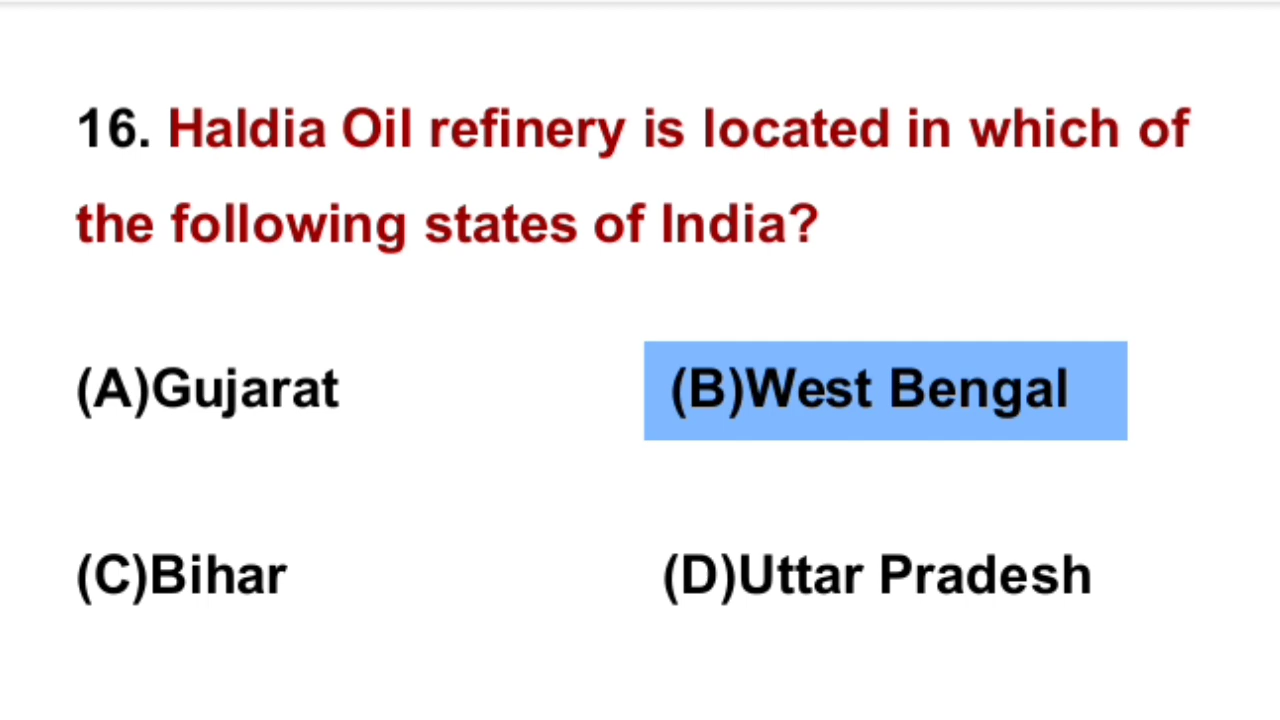 16. Haldia Oil refinery is located in which of
the following states of India?
(A)Gujarat (B)West Bengal
(C)Bihar (D)Uttar Pradesh